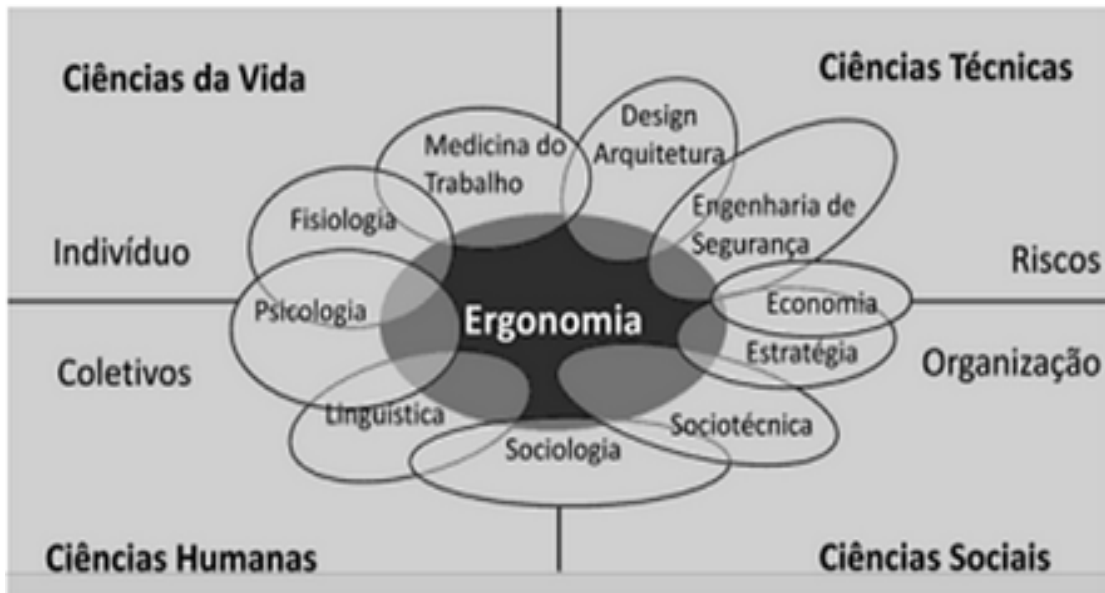 Ciências da Vida
Ciências Técnicas
Design
Arquitetura
Medicina do
Trabalho
Fisiologia
Engenharia de
Segurança
Indivíduo
Riscos
Psicologia
Ergonomia
Economia
Coletivos
Estratégia
Organização
Linguística
Sociotécnica
Sociologia
Ciências Humanas
Ciências Sociais